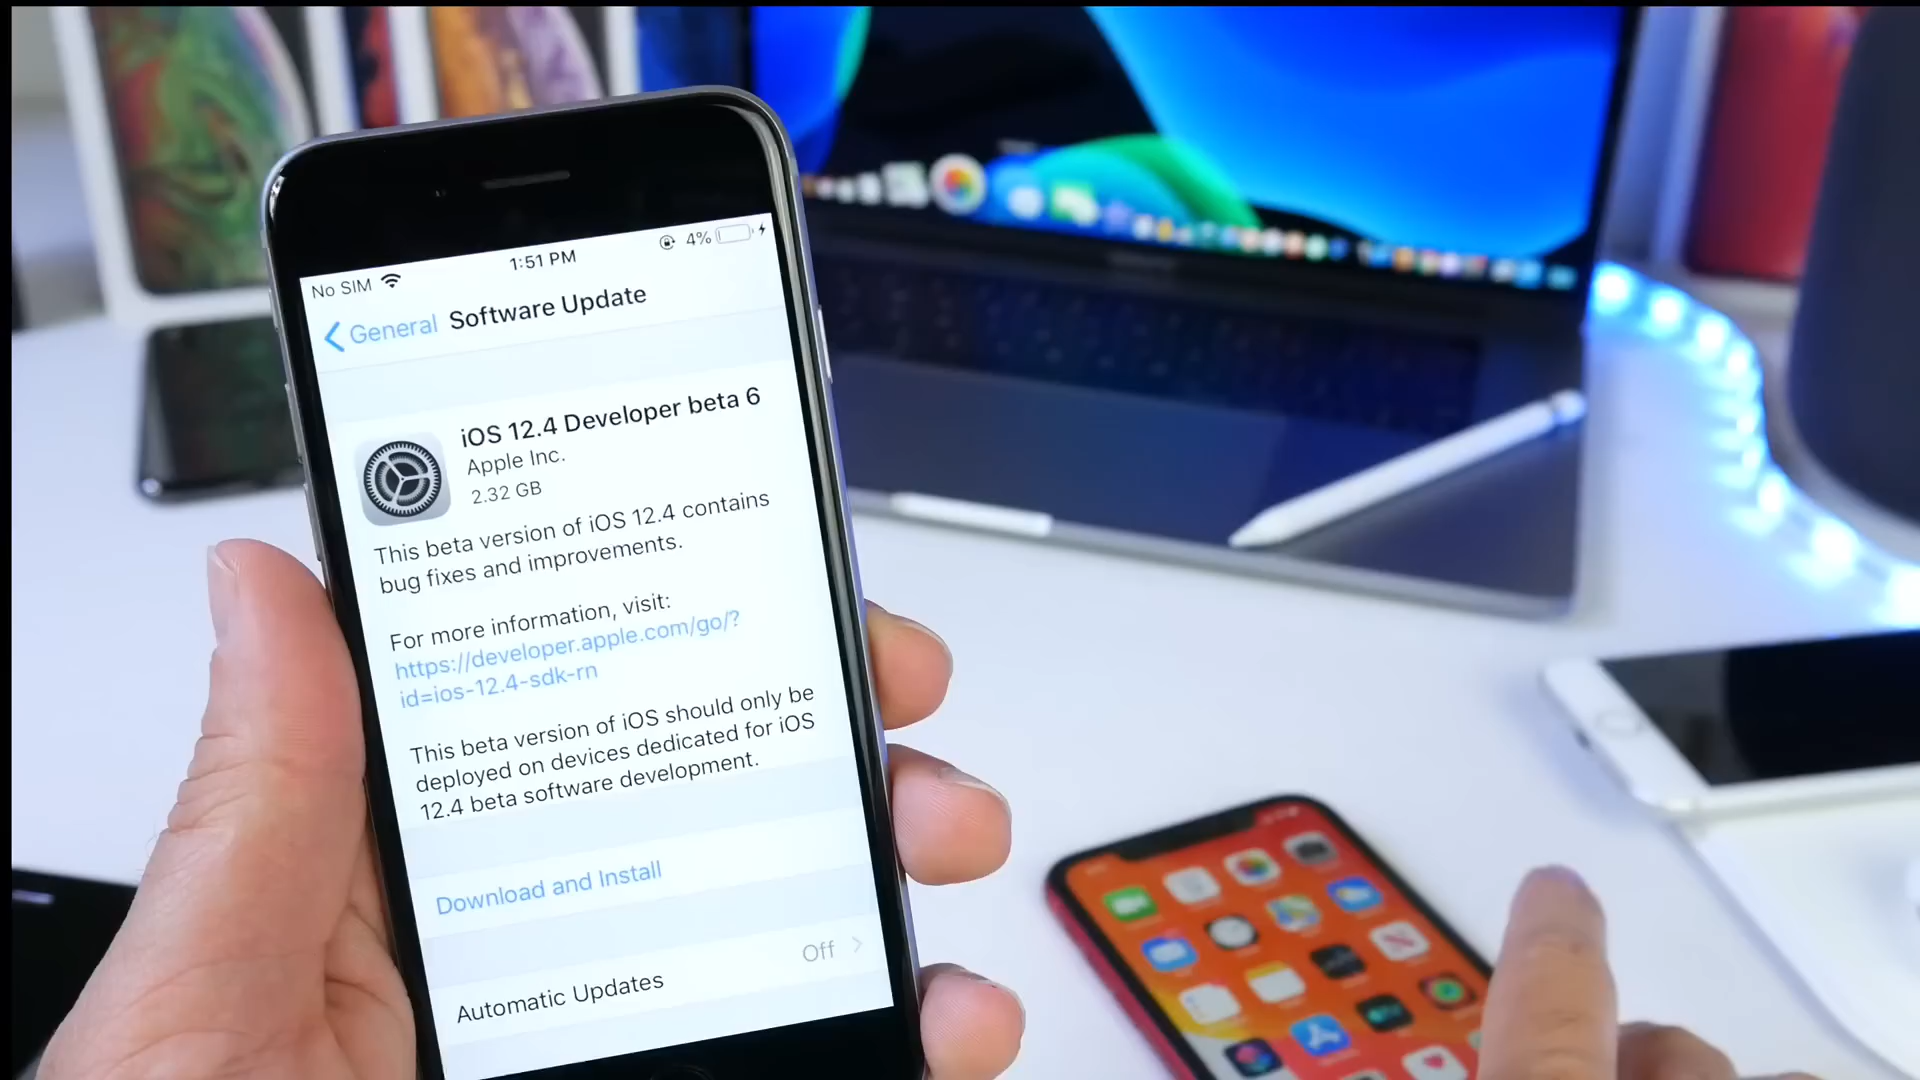 No SIM 1:51 PM 4%
General Software Update
iOS 12.4 Developer beta 6
Apple Inc.
2.32 GB
This beta version of iOS 12.4 contains
bug fixes and improvements.
For more information, visit:
https://developer.apple.com/go/?
id=ios-12.4-sdk-rn
This beta version of iOS should only be
deployed on devices dedicated for iOS
12.4 beta software development.
Download and Install
Automatic Updates Off